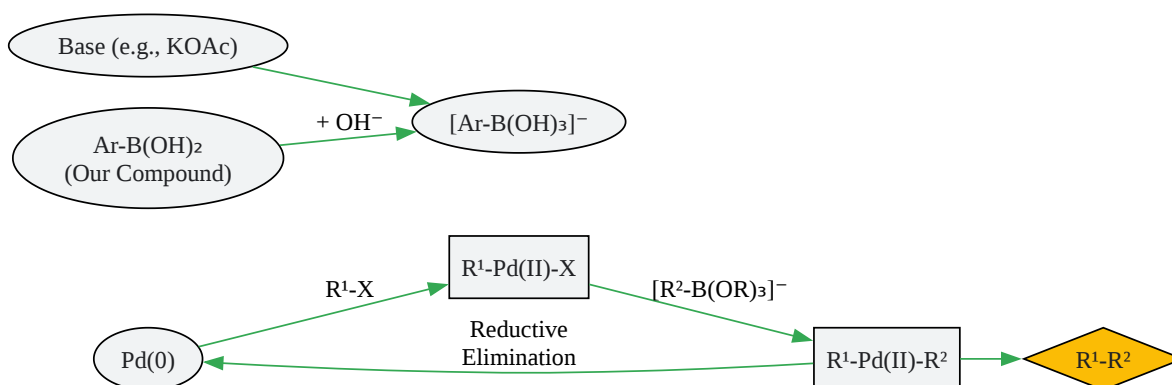 Base (e.g., KOAc)
+ OH⁻
[Ar-B(OH)₃]⁻
Ar-B(OH)₂
(Our Compound)
R¹-Pd(II)-X
R¹-X
[R²-B(OR)₃]⁻
Reductive
Elimination
Pd(0)
R¹-Pd(II)-R²
R¹-R²